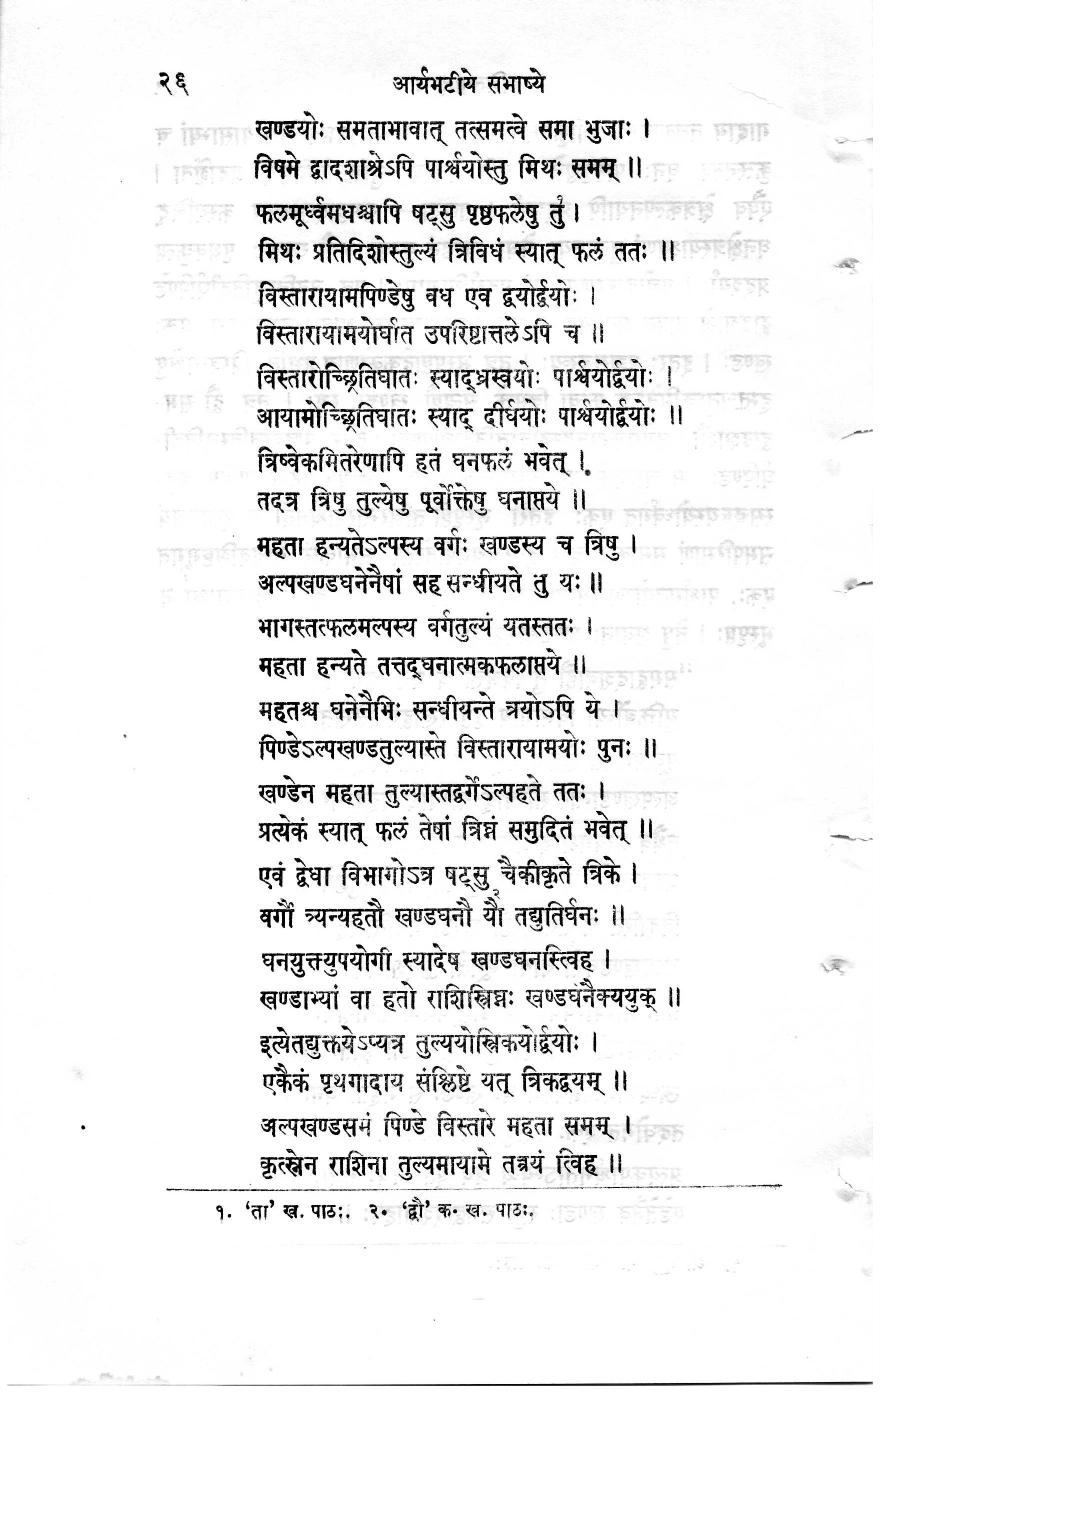 २६ आर्यभटीये सभाष्ये
खण्डयोः समताभावात् तत्समत्वे समा भुजाः ।
विषमे द्वादशाश्रेऽपि पार्श्वयोस्तु मिथः समम् ॥
फलमूर्ध्वमधश्चापि षट्सु पृष्ठफलेषु तु१ ।
मिथः प्रतिदिशोस्तुल्यं त्रिविधं स्यात् फलं ततः ॥
विस्तारायामपिण्डेषु वध एव द्वयोर्द्वयोः ।
विस्तारायामयोर्घात उपरिष्टात्तलेऽपि च ॥
विस्तारोच्छ्रितिघातः स्याद्ध्रस्वयोः पार्श्वयोर्द्वयोः ।
आयामोच्छ्रितिघातः स्याद् दीर्घयोः पार्श्वयोर्द्वयोः ॥
त्रिष्वेकमितरेणापि हतं घनफलं भवेत् ।
तदत्र त्रिषु तुल्येषु पूर्वोक्तेषु घनाप्तये ॥
महता हन्यतेऽल्पस्य वर्गः खण्डस्य च त्रिषु ।
अल्पखण्डघनेनैषां सह सन्धीयते तु यः ॥
भागस्तत्फलमल्पस्य वर्गतुल्यं यतस्ततः ।
महता हन्यते तत्तद्घनात्मकफलाप्तये ॥
महतश्च घनेनैभिः सन्धीयन्ते त्रयोऽपि ये ।
पिण्डेऽल्पखण्डतुल्यास्ते विस्तारायामयोः पुनः ॥
खण्डेन महता तुल्यास्तद्वर्गेऽल्पहते ततः ।
प्रत्येकं स्यात् फलं तेषां त्रिघ्नं समुदितं भवेत् ॥
एवं द्वेधा विभागोऽत्र षट्सु चैकीकृते त्रिके ।
वर्गौ त्र्यन्यहतौ खण्डघनौ यौ२ तद्युतिर्घनः ॥
घनयुक्त्युपयोगी स्यादेष खण्डघनस्त्विह ।
खण्डाभ्यां वा हतो राशिस्त्रिघ्नः खण्डघनैक्ययुक् ॥
इत्येतद्युक्तयेऽप्यत्र तुल्ययोस्त्रिकयोर्द्वयोः ।
एकैकं पृथगादाय संश्लिष्टे यत् त्रिकद्वयम् ॥
अल्पखण्डसमं पिण्डे विस्तारे महता समम् ।
कृत्स्नेन राशिना तुल्यमायामे तत्त्रयं त्विह ॥
१. ‘ता’ ख. पाठः. २. ‘द्वौ’ क. ख. पाठः.